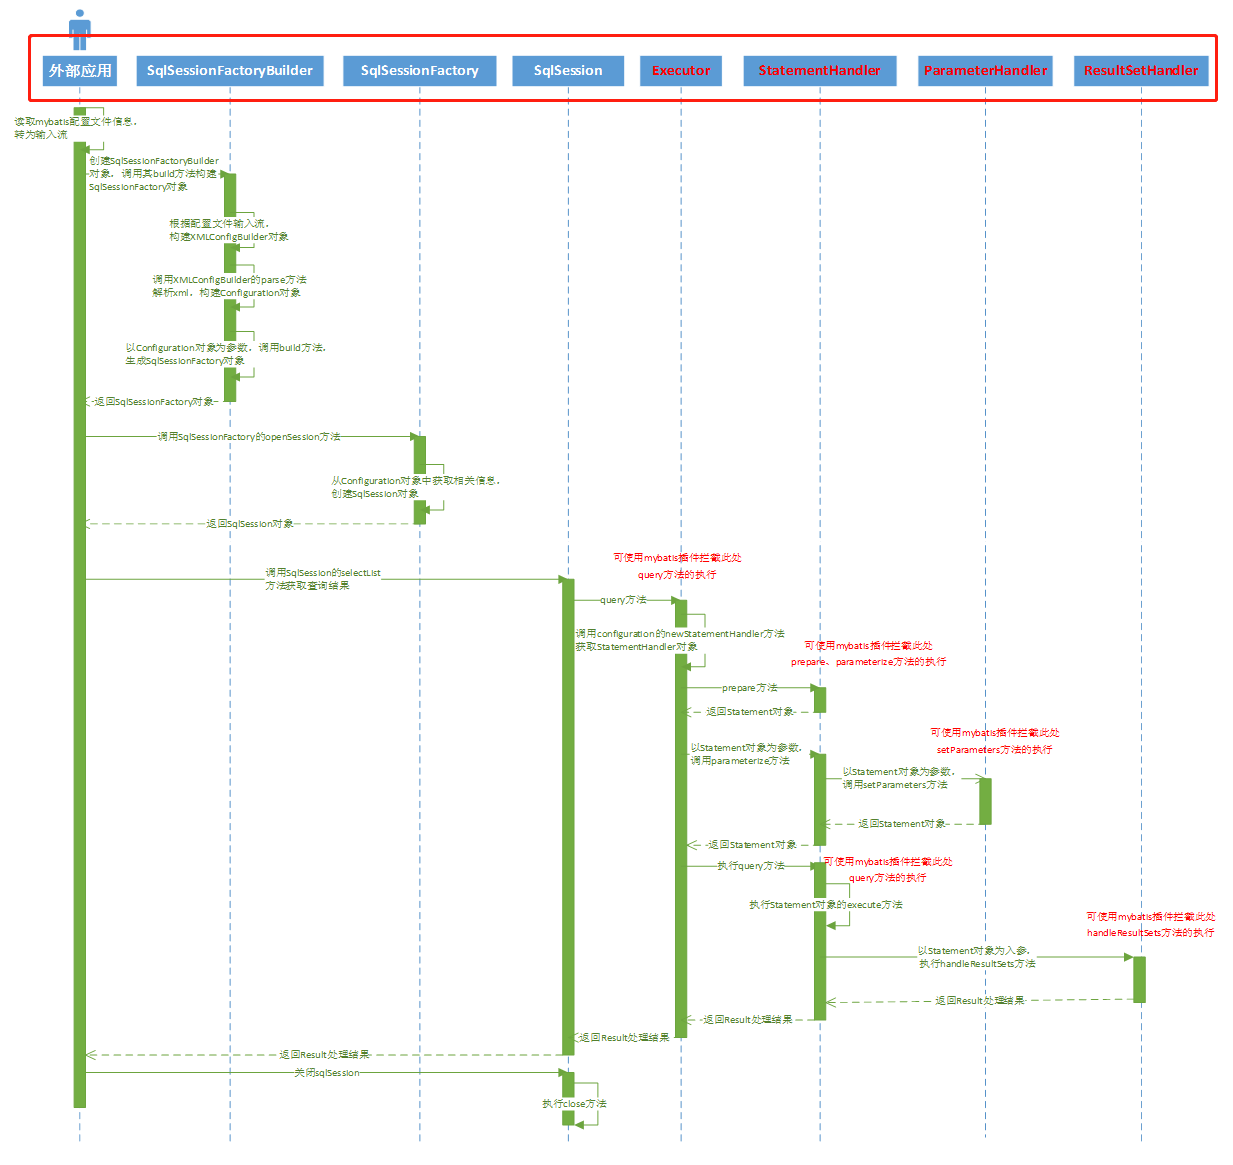 外部应用
SqlSessionFactoryBuilder
SqlSessionFactory
SqlSession
Executor
StatementHandler
ParameterHandler
ResultSetHandler
读取mybatis配置文件信息，
转为输入流
创建SqlSessionFactoryBuilder
对象，调用其build方法构建
SqlSessionFactory对象
根据配置文件输入流，
构建XMLConfigBuilder对象
调用XMLConfigBuilder的parse方法
解析xml，构建Configuration对象
以Configuration对象为参数，调用build方法，
生成SqlSessionFactory对象
返回SqlSessionFactory对象
调用SqlSessionFactory的openSession方法
从Configuration对象中获取相关信息，
创建SqlSession对象
返回SqlSession对象
可使用mybatis插件拦截此处
query方法的执行
调用SqlSession的selectList
方法获取查询结果
query方法
调用configuration的newStatementHandler方法
获取StatementHandler对象
可使用mybatis插件拦截此处
prepare、parameterize方法的执行
prepare方法
返回Statement对象
可使用mybatis插件拦截此处
setParameters方法的执行
以Statement对象为参数，
调用parameterize方法
以Statement对象为参数，
调用setParameters方法
返回Statement对象
返回Statement对象
可使用mybatis插件拦截此处
query方法的执行
执行query方法
执行Statement对象的execute方法
可使用mybatis插件拦截此处
handleResultSets方法的执行
以Statement对象为入参，
执行handleResultSets方法
返回Result处理结果
返回Result处理结果
返回Result处理结果
返回Result处理结果
关闭sqlSession
执行close方法